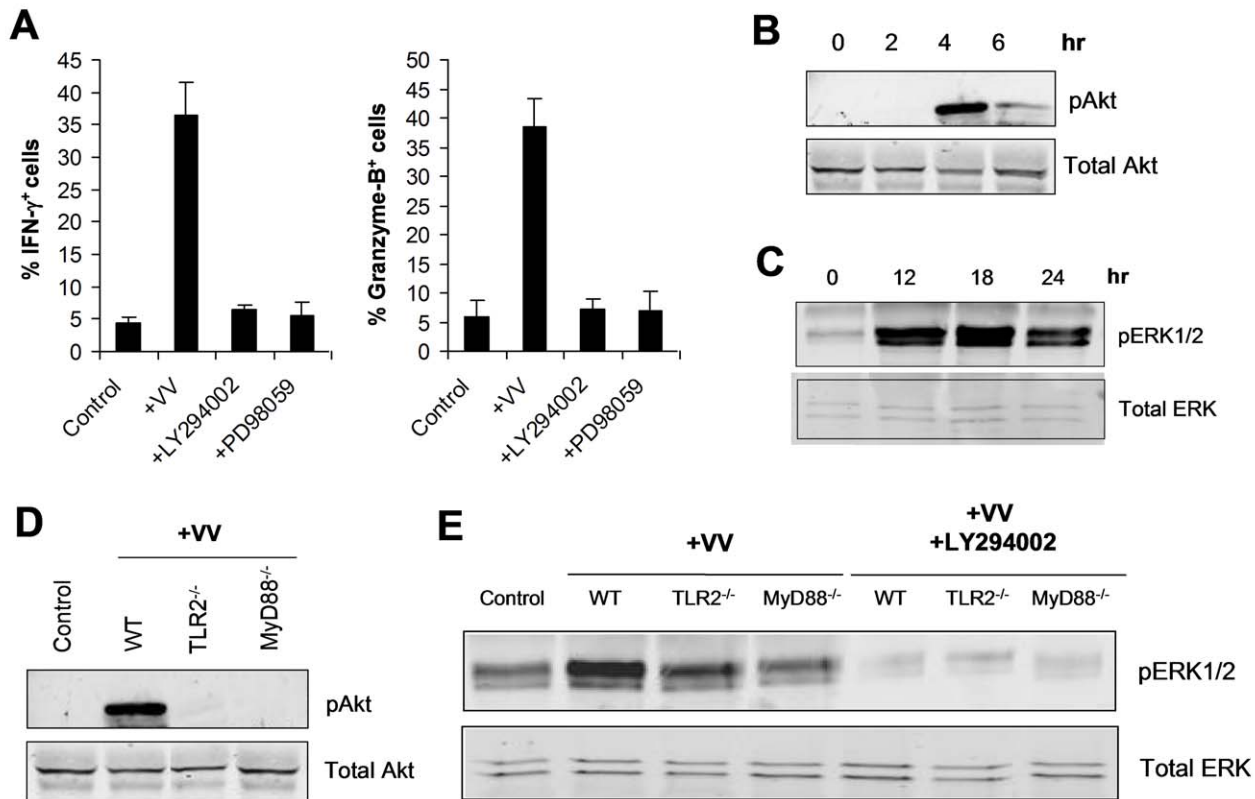 A
% IFN-γ⁺ cells
45
40
35
30
25
20
15
10
5
0
Control
+VV
+LY294002
+PD98059
% Granzyme-B⁺ cells
50
45
40
35
30
25
20
15
10
5
0
Control
+VV
+LY294002
+PD98059
B
0 2 4 6 hr
pAkt
Total Akt
C
0 12 18 24 hr
pERK1/2
Total ERK
D
+VV
Control WT TLR2⁻/⁻ MyD88⁻/⁻
pAkt
Total Akt
E
+VV
+VV
+LY294002
Control WT TLR2⁻/⁻ MyD88⁻/⁻ WT TLR2⁻/⁻ MyD88⁻/⁻
pERK1/2
Total ERK